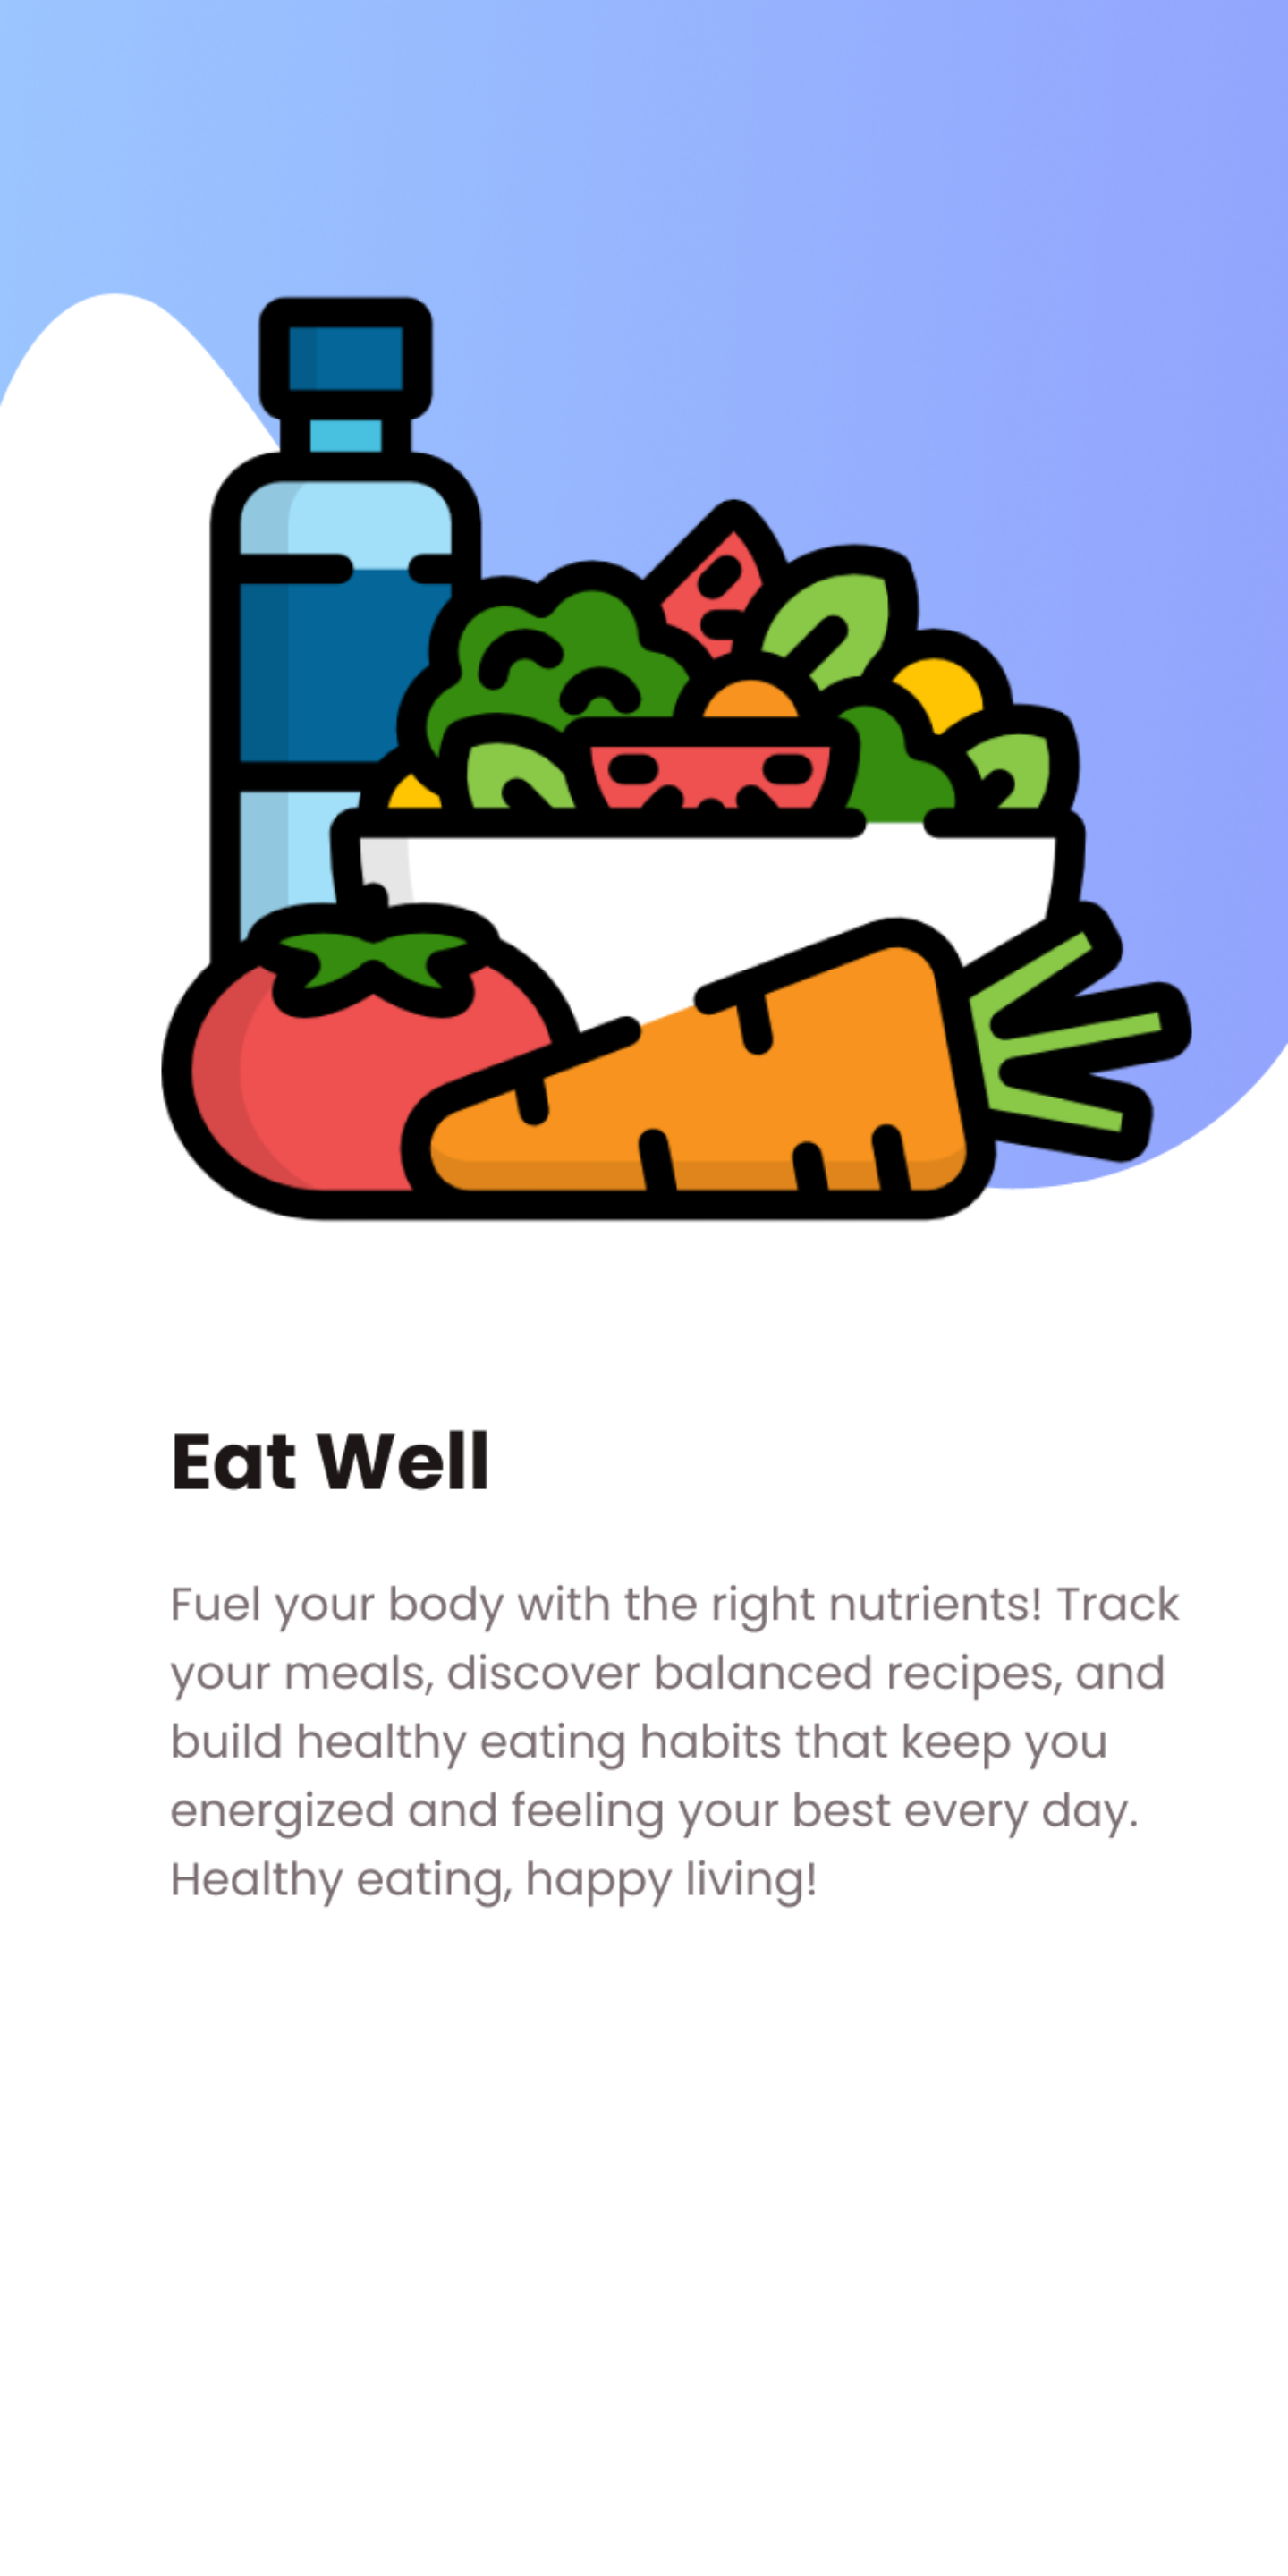 Eat Well
Fuel your body with the right nutrients! Track
your meals, discover balanced recipes, and
build healthy eating habits that keep you
energized and feeling your best every day.
Healthy eating, happy living!